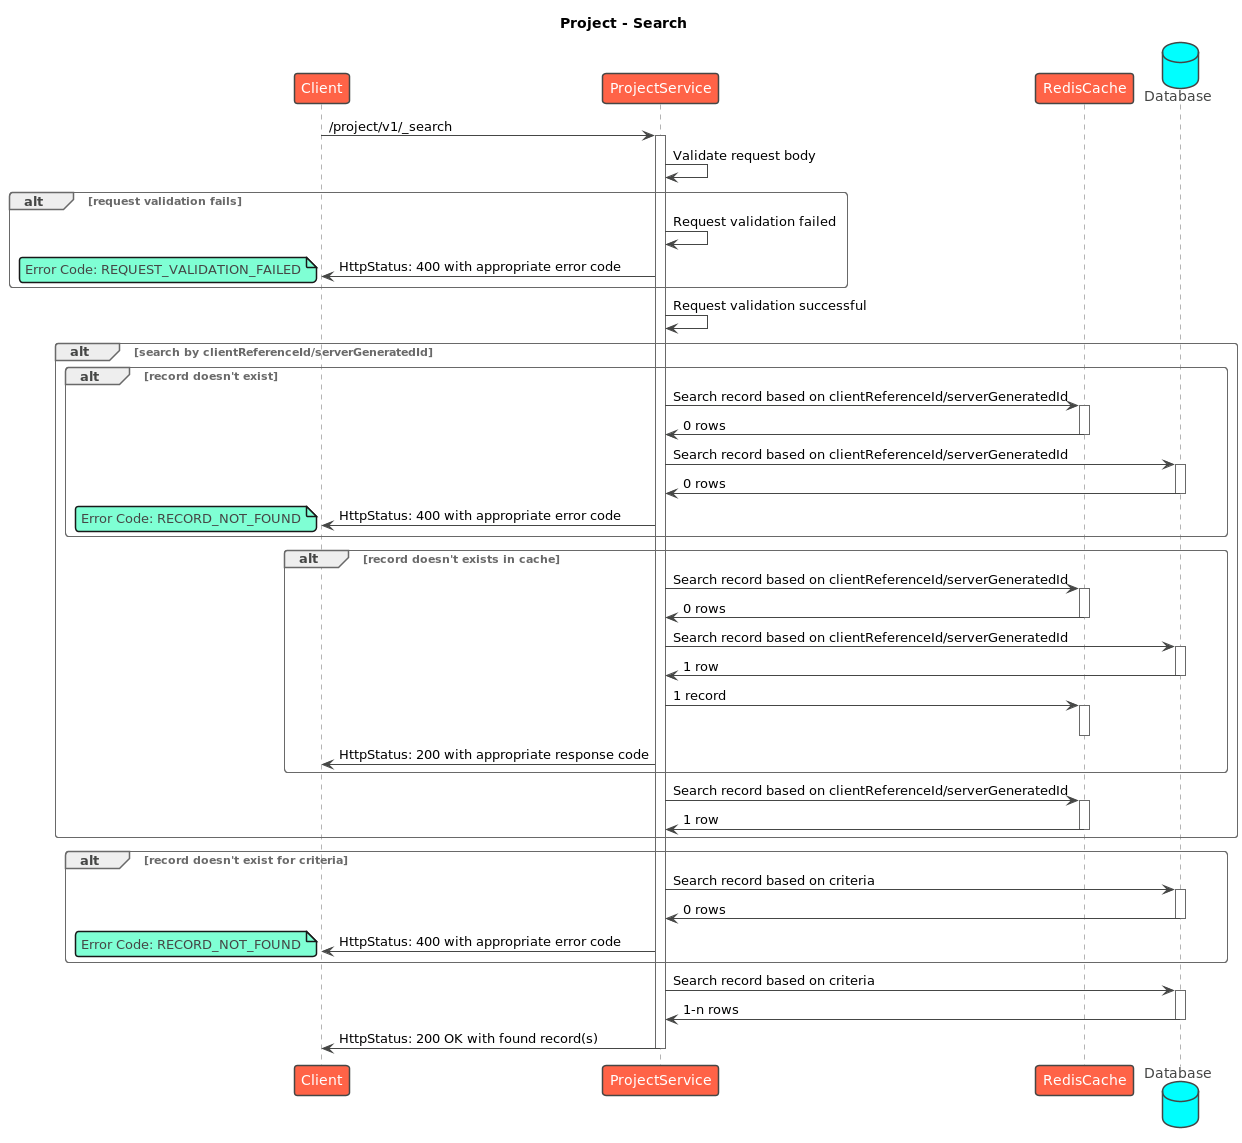 Project - Search
Client
ProjectService
RedisCache
Database
/project/v1/_search
Validate request body
alt
[request validation fails]
Request validation failed
Error Code: REQUEST_VALIDATION_FAILED
HttpStatus: 400 with appropriate error code
Request validation successful
alt
[search by clientReferenceId/serverGeneratedId]
alt
[record doesn't exist]
Search record based on clientReferenceId/serverGeneratedId
0 rows
Search record based on clientReferenceId/serverGeneratedId
0 rows
Error Code: RECORD_NOT_FOUND
HttpStatus: 400 with appropriate error code
alt
[record doesn't exists in cache]
Search record based on clientReferenceId/serverGeneratedId
0 rows
Search record based on clientReferenceId/serverGeneratedId
1 row
1 record
HttpStatus: 200 with appropriate response code
Search record based on clientReferenceId/serverGeneratedId
1 row
alt
[record doesn't exist for criteria]
Search record based on criteria
0 rows
Error Code: RECORD_NOT_FOUND
HttpStatus: 400 with appropriate error code
Search record based on criteria
1-n rows
HttpStatus: 200 OK with found record(s)
Client
ProjectService
RedisCache
Database